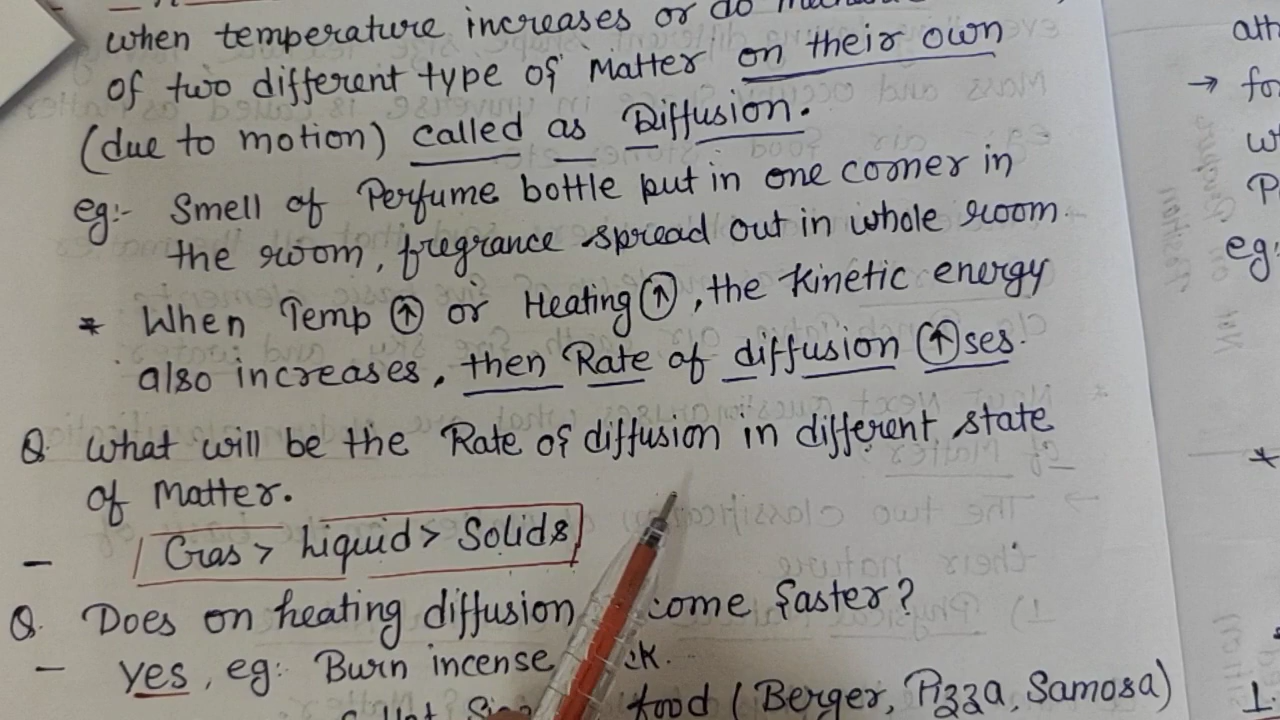 when temperature increases or do
of two different type of Matter on their own
(due to motion) called as Diffusion.
eg:- Smell of Perfume bottle put in one corner in
the room, fregrance spread out in whole room
* When Temp ↑ or Heating ↑, the Kinetic energy
also increases, then Rate of diffusion ↑ses.
Q. What will be the Rate of diffusion in different state
of Matter.
- Gas > Liquid > Solids
Q. Does on heating diffusion come faster?
- yes, eg: Burn incense
food (Berger, Pizza, Samosa)
→ fo
eg:
*